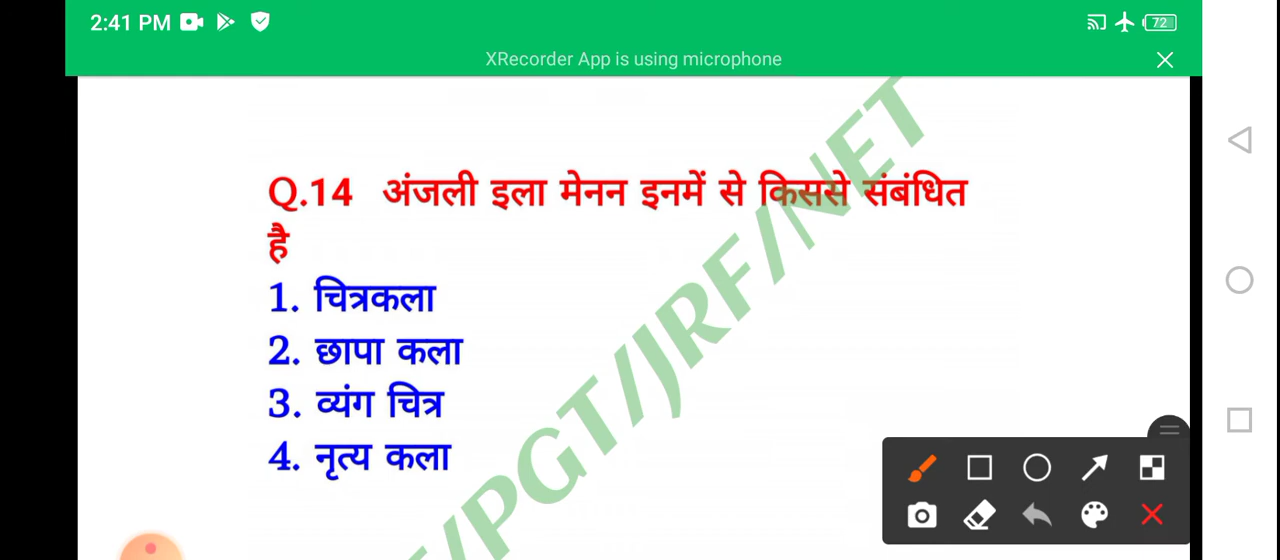 2:41 PM
72
XRecorder App is using microphone
Q.14 अंजली इला मेनन इनमें से किससे संबंधित
है
1. चित्रकला
2. छापा कला
3. व्यंग चित्र
4. नृत्य कला
/PGT/JRF/NET